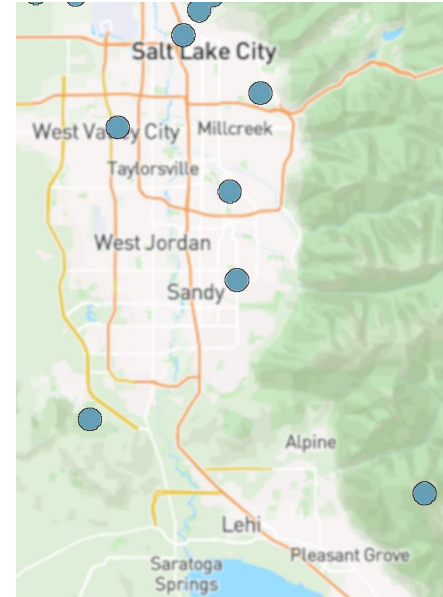 Salt Lake City
West Valley City
Millcreek
Taylorsville
West Jordan
Sandy
Alpine
Lehi
Pleasant Grove
Saratoga
Springs